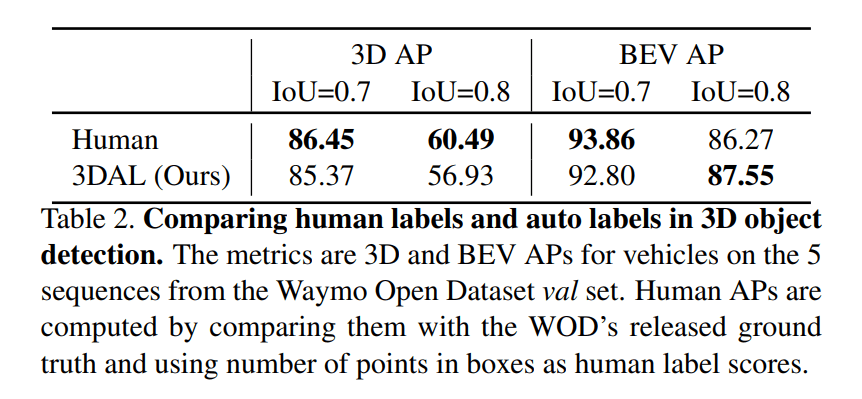 3D AP BEV AP
IoU=0.7 IoU=0.8 IoU=0.7 IoU=0.8
Human 86.45 60.49 93.86 86.27
3DAL (Ours) 85.37 56.93 92.80 87.55
Table 2. Comparing human labels and auto labels in 3D object
detection. The metrics are 3D and BEV APs for vehicles on the 5
sequences from the Waymo Open Dataset val set. Human APs are
computed by comparing them with the WOD's released ground
truth and using number of points in boxes as human label scores.